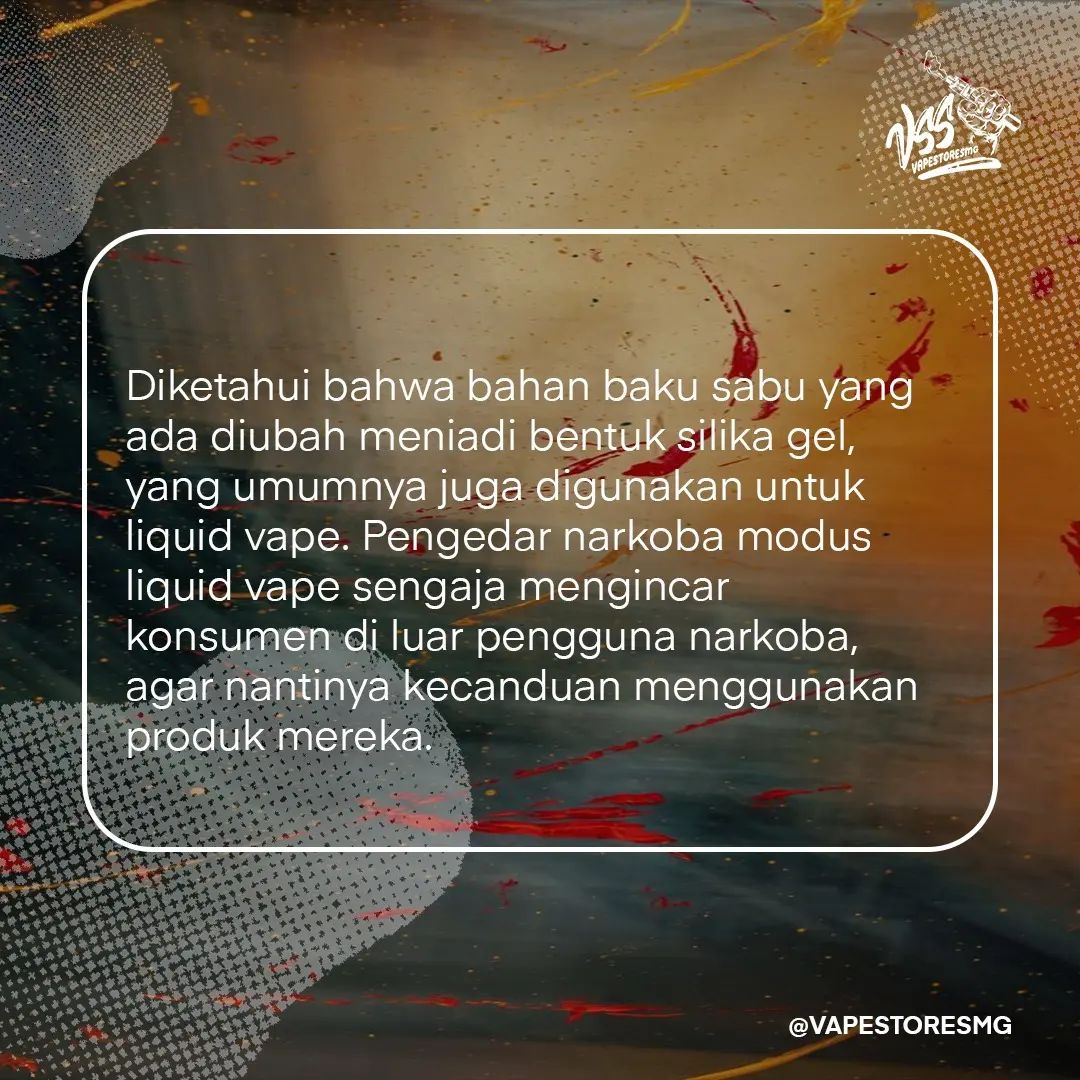 VSS
VAPESTORESMG
Diketahui bahwa bahan baku sabu yang
ada diubah meniadi bentuk silika gel,
yang umumnya juga digunakan untuk
liquid vape. Pengedar narkoba modus
liquid vape sengaja mengincar
konsumen di luar pengguna narkoba,
agar nantinya kecanduan menggunakan
produk mereka.
@VAPESTORESMG